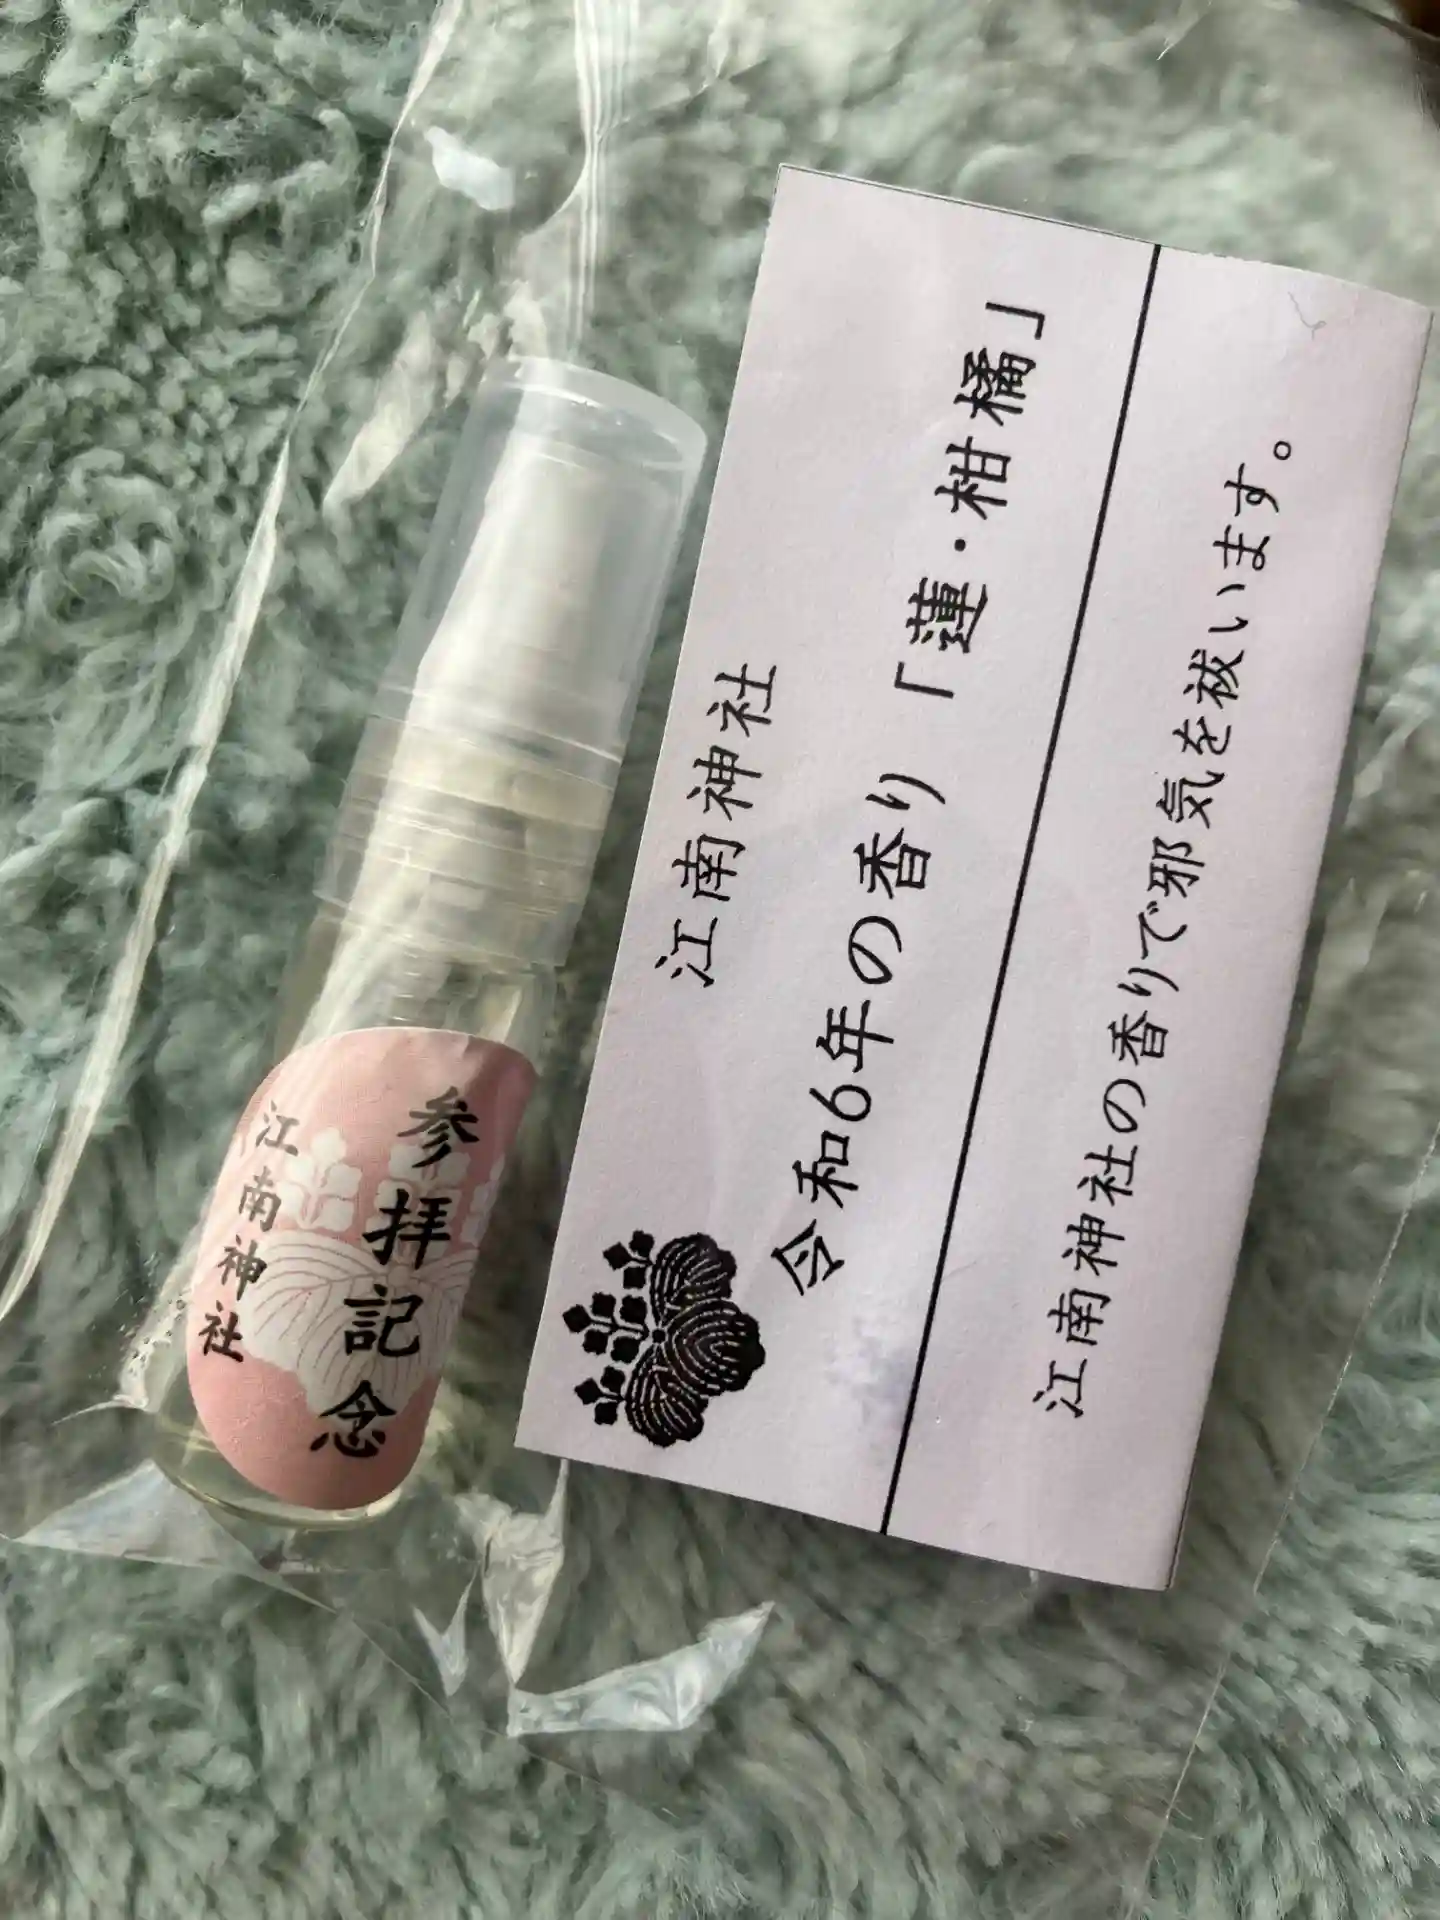 参拝記念
江南神社
江南神社
令和6年の香り「蓮・柑橘」
江南神社の香りで邪気を祓います。